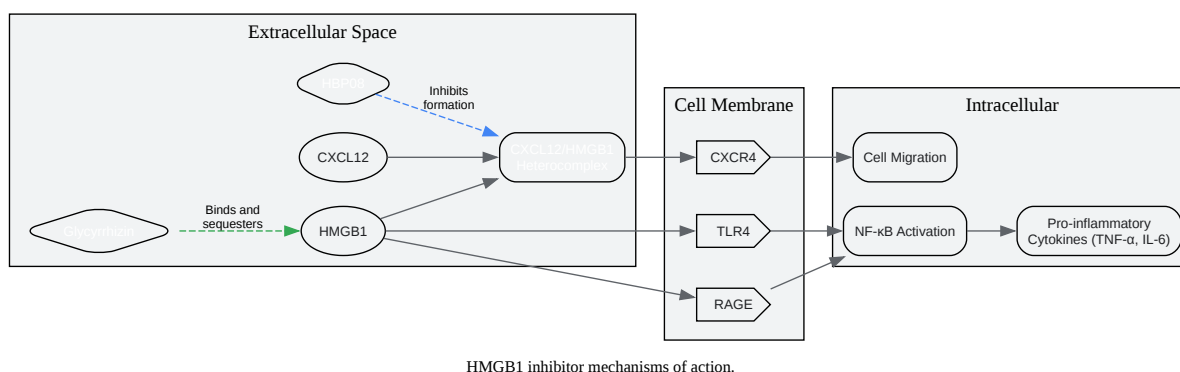 Extracellular Space
HBP08
Inhibits
formation
CXCL12
CXCL12/HMGB1
Heterocomplex
Glycyrrhizin
Binds and
sequesters
HMGB1
Cell Membrane
CXCR4
TLR4
RAGE
Intracellular
Cell Migration
NF-κB Activation
Pro-inflammatory
Cytokines (TNF-α, IL-6)
HMGB1 inhibitor mechanisms of action.